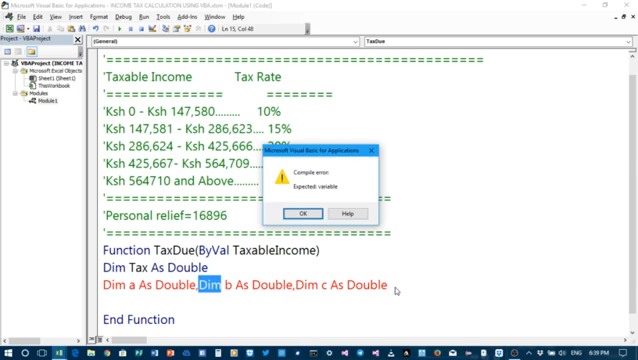 Microsoft Visual Basic for Applications - INCOME TAX CALCULATION USING VBA.xlsm - [Module1 (Code)]
File Edit View Insert Format Debug Run Tools Add-Ins Window Help
Ln 15, Col 48
Project - VBAProject
(General) TaxDue
VBAProject (INCOME TA
Microsoft Excel Objects
Sheet1 (Sheet1)
ThisWorkbook
Modules
Module1
'==========================================
'Taxable Income Tax Rate
'============== ========
'Ksh 0 - Ksh 147,580......... 10%
'Ksh 147,581 - Ksh 286,623.... 15%
'Ksh 286,624 - Ksh 425,666....
'Ksh 425,667- Ksh 564,709....
'Ksh 564710 and Above.......
Microsoft Visual Basic for Applications
Compile error:
Expected: variable
OK Help
'================================
'Personal relief=16896
'================================
Function TaxDue(ByVal TaxableIncome)
Dim Tax As Double
Dim a As Double,Dim b As Double,Dim c As Double
End Function
6:39 PM